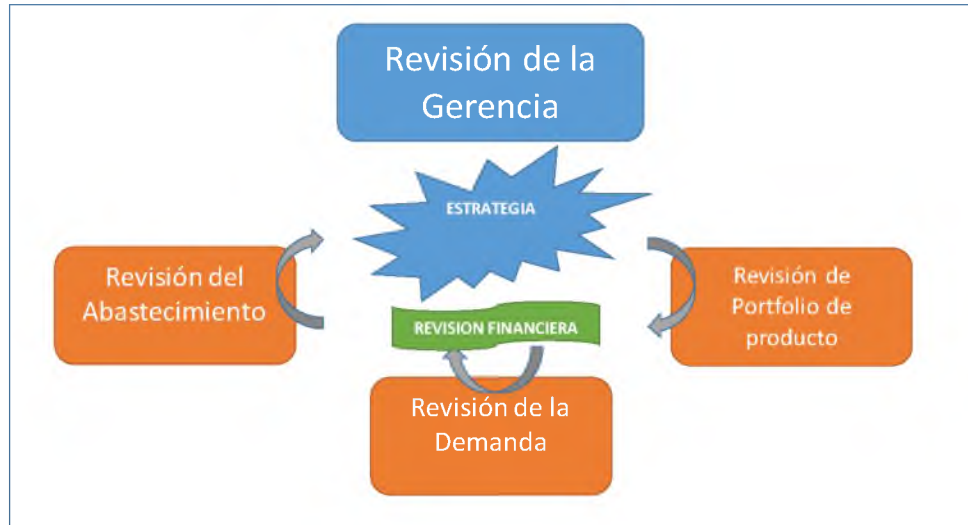 Revisión de la
Gerencia
ESTRATEGIA
Revisión del
Abastecimiento
Revisión de
Portfolio de
producto
REVISION FINANCIERA
Revisión de la
Demanda